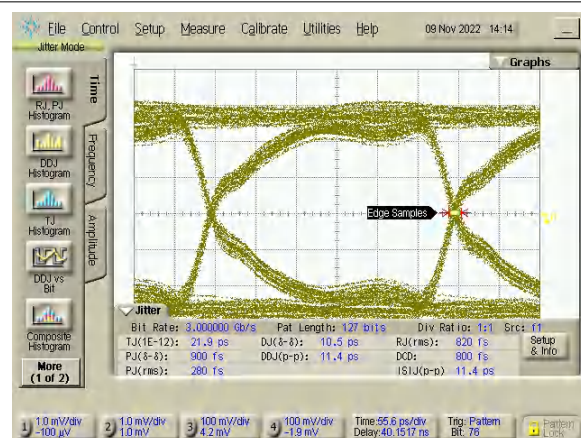 File Control Setup Measure Calibrate Utilities Help 09 Nov 2022 14:14
Jitter Mode
Graphs
RJ, PJ
Histogram
DDJ
Histogram
TJ
Histogram
DDJ vs
Bit
Composite
Histogram
More
(1 of 2)
Time
Frequency
Amplitude
Edge Samples
Jitter
Bit Rate: 3.000000 Gb/s Pat Length: 127 bits Div Ratio: 1:1 Src: f1
TJ(1E-12): 21.9 ps DJ(δ-δ): 10.5 ps RJ(rms): 820 fs
PJ(δ-δ): 900 fs DDJ(p-p): 11.4 ps DCD: 800 fs
PJ(rms): 280 fs ISI(p-p) 11.4 ps
Setup
& Info
1) 1.0 mV/div 2) 1.0 mV/div 3) 100 mV/div 4) 100 mV/div Time:55.6 ps/div Trig: Pattern Pattern
-100 µV 1.0 mV 4.2 mV -1.9 mV Delay:40.1517 ns Bit: 76 Lock